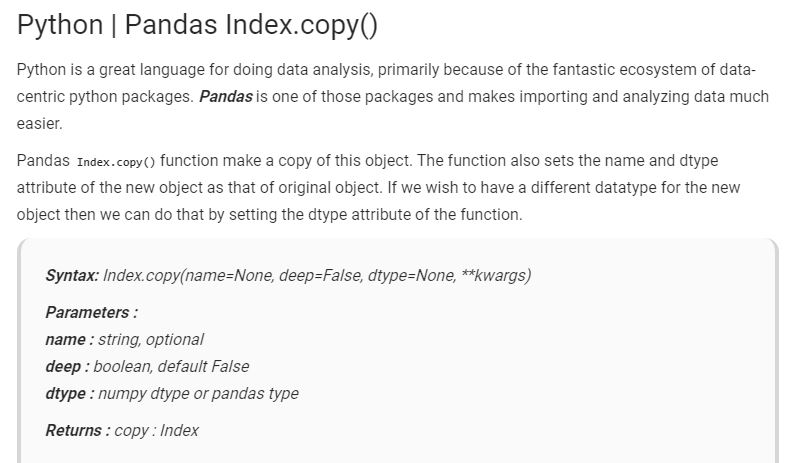 Python | Pandas Index.copy()
Python is a great language for doing data analysis, primarily because of the fantastic ecosystem of data-
centric python packages. Pandas is one of those packages and makes importing and analyzing data much
easier.
Pandas Index.copy() function make a copy of this object. The function also sets the name and dtype
attribute of the new object as that of original object. If we wish to have a different datatype for the new
object then we can do that by setting the dtype attribute of the function.
Syntax: Index.copy(name=None, deep=False, dtype=None, **kwargs)
Parameters :
name : string, optional
deep : boolean, default False
dtype : numpy dtype or pandas type
Returns : copy : Index